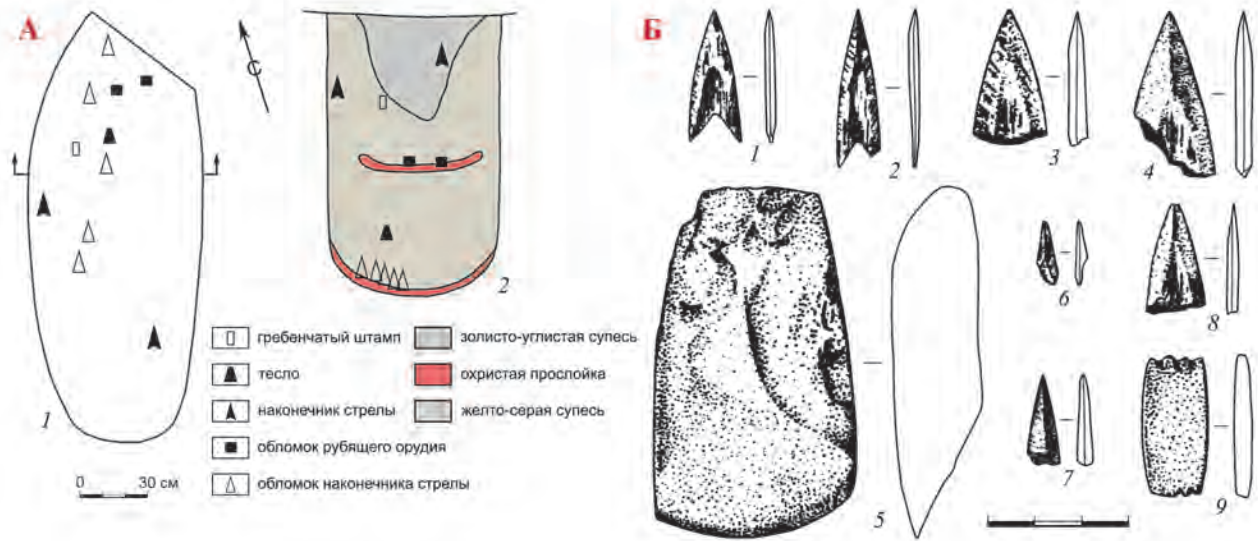 А
С
1
2
гребенчатый штамп
тесло
наконечник стрелы
обломок рубящего орудия
обломок наконечника стрелы
золисто-углистая супесь
охристая прослойка
желто-серая супесь
0 30 см
Б
1
2
3
4
5
6
7
8
9